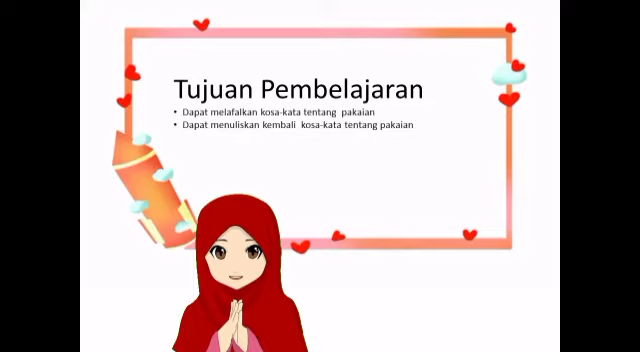 Tujuan Pembelajaran
• Dapat melafalkan kosa-kata tentang pakaian
• Dapat menuliskan kembali kosa-kata tentang pakaian